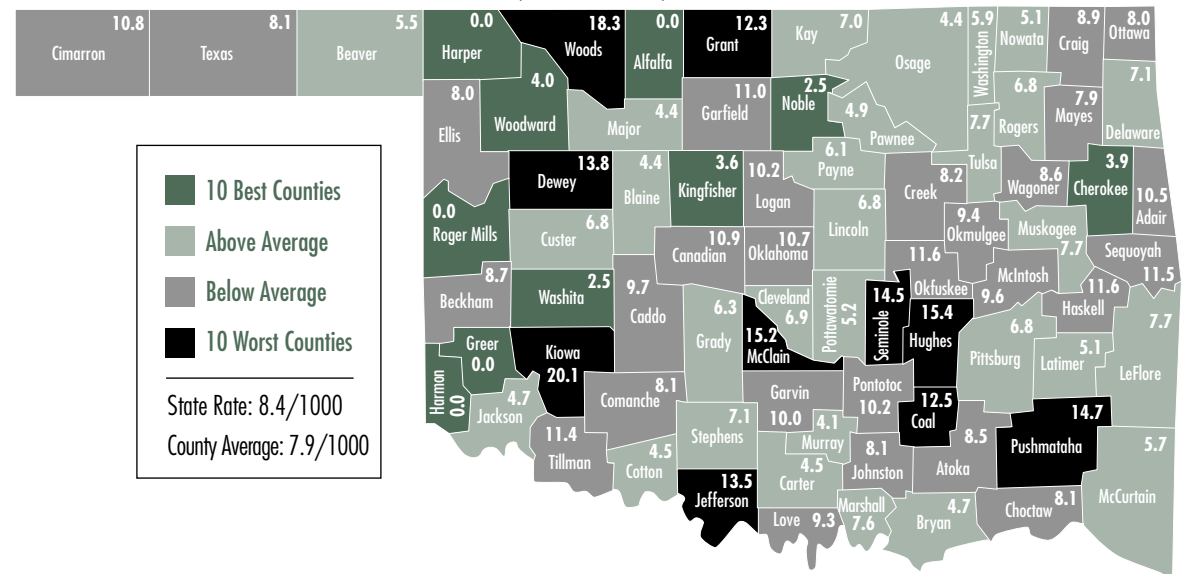 10.8
Cimarron
8.1
Texas
5.5
Beaver
0.0
Harper
18.3
Woods
0.0
Alfalfa
12.3
Grant
7.0
Kay
4.4
Osage
5.9
Washington
5.1
Nowata
8.9
Craig
8.0
Ottawa
8.0
Ellis
4.0
Woodward
4.4
Major
11.0
Garfield
2.5
Noble
4.9
Pawnee
6.8
Rogers
7.9
Mayes
7.1
Delaware
13.8
Dewey
4.4
Blaine
3.6
Kingfisher
10.2
Logan
6.1
Payne
8.2
Creek
7.7
Tulsa
8.6
Wagoner
3.9
Cherokee
10.5
Adair
0.0
Roger Mills
6.8
Custer
10.9
Canadian
10.7
Oklahoma
6.8
Lincoln
9.4
Okmulgee
Muskogee
7.7
Sequoyah
11.5
8.7
Beckham
2.5
Washita
9.7
Caddo
6.3
Grady
Cleveland
6.9
Pottawatomie
5.2
14.5
Seminole
11.6
Okfuskee
15.4
Hughes
McIntosh
9.6
11.6
Haskell
6.8
Pittsburg
5.1
Latimer
7.7
LeFlore
Harmon
0.0
Greer
0.0
Kiowa
20.1
4.7
Jackson
11.4
Tillman
8.1
Comanche
4.5
Cotton
15.2
McClain
Garvin
10.0
7.1
Stephens
13.5
Jefferson
4.1
Murray
4.5
Carter
Love 9.3
Pontotoc
10.2
8.1
Johnston
Marshall
7.6
12.5
Coal
8.5
Atoka
4.7
Bryan
14.7
Pushmataha
8.1
Choctaw
5.7
McCurtain
10 Best Counties
Above Average
Below Average
10 Worst Counties
State Rate: 8.4/1000
County Average: 7.9/1000